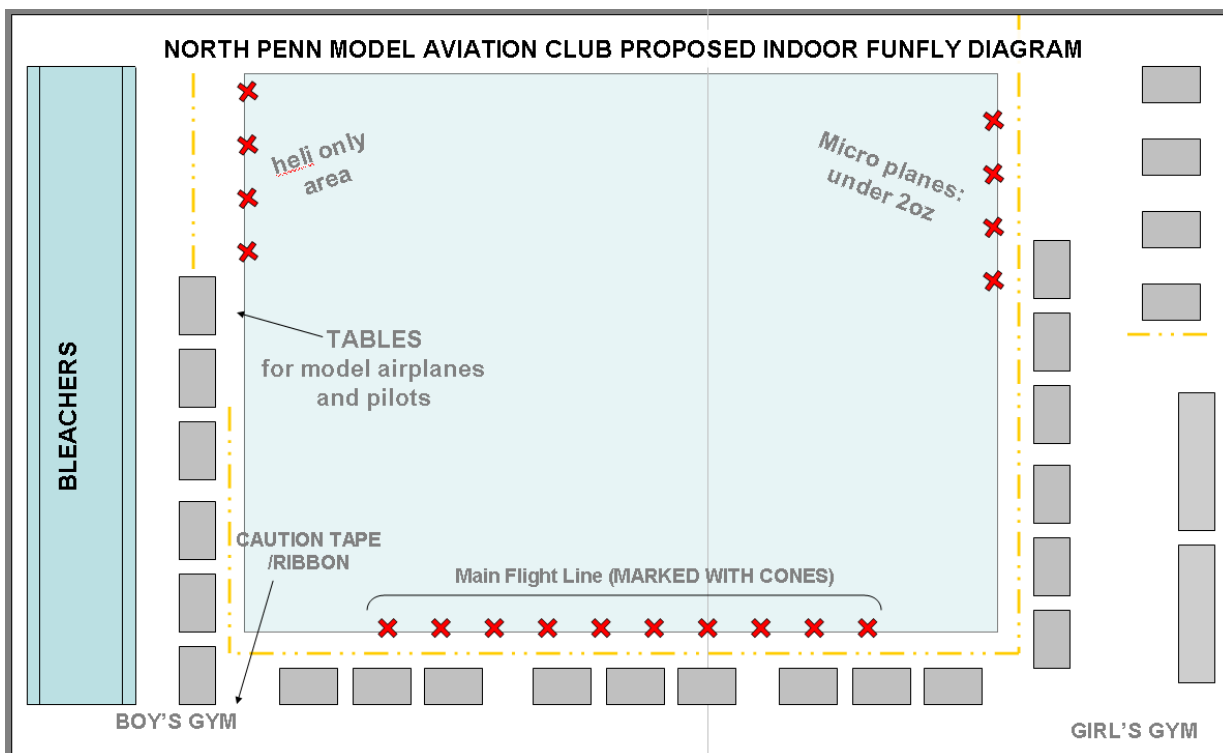 NORTH PENN MODEL AVIATION CLUB PROPOSED INDOOR FUNFLY DIAGRAM
heli only
area
Micro planes:
under 2oz
TABLES
for model airplanes
and pilots
BLEACHERS
CAUTION TAPE
/RIBBON
Main Flight Line (MARKED WITH CONES)
BOY'S GYM
GIRL'S GYM